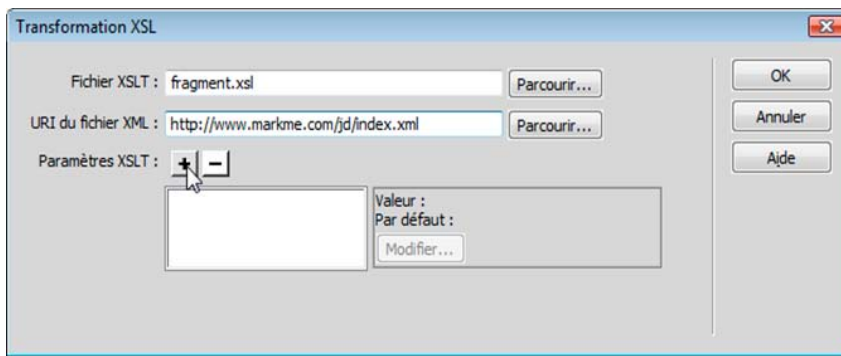 Transformation XSL
Fichier XSLT : fragment.xsl Parcourir... OK
URI du fichier XML : http://www.markme.com/jd/index.xml Parcourir... Annuler
Paramètres XSLT : + − Aide
Valeur :
Par défaut :
Modifier...